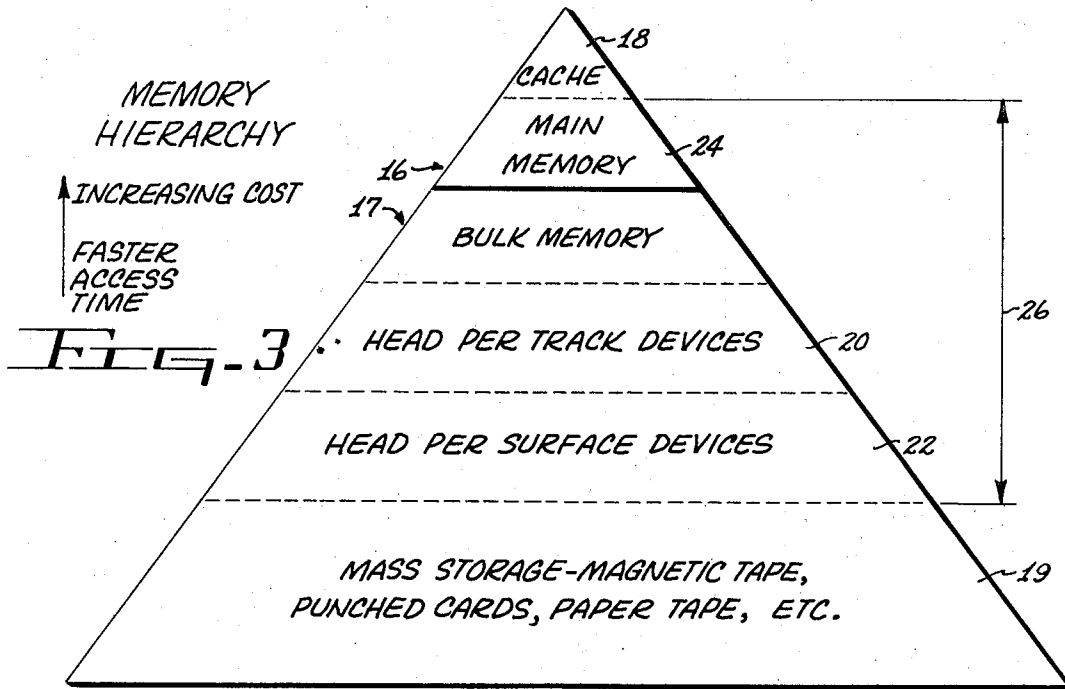 MEMORY
HIERARCHY
INCREASING COST
FASTER
ACCESS
TIME
FIG-3
18
CACHE
MAIN
MEMORY
24
16
17
BULK MEMORY
26
HEAD PER TRACK DEVICES
20
HEAD PER SURFACE DEVICES
22
MASS STORAGE-MAGNETIC TAPE,
PUNCHED CARDS, PAPER TAPE, ETC.
19